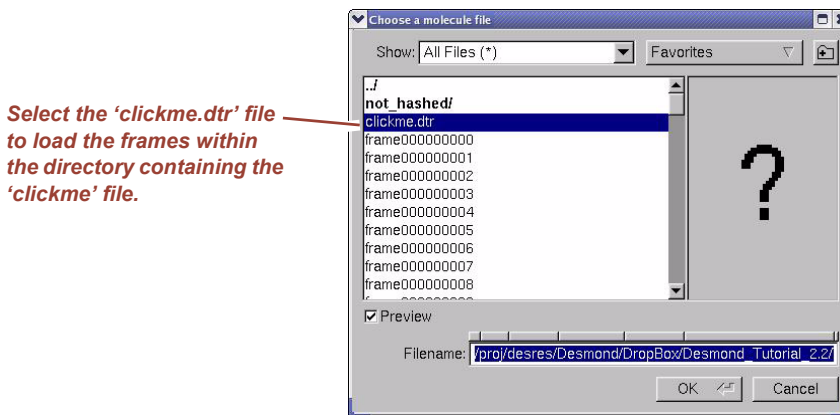 Choose a molecule file
Show: All Files (*)
Favorites
../
not_hashed/
clickme.dtr
frame000000000
frame000000001
frame000000002
frame000000003
frame000000004
frame000000005
frame000000006
frame000000007
frame000000008
Preview
Filename: /proj/desres/Desmond/DropBox/Desmond_Tutorial_2.2/
OK
Cancel
Select the ‘clickme.dtr’ file
to load the frames within
the directory containing the
‘clickme’ file.
?